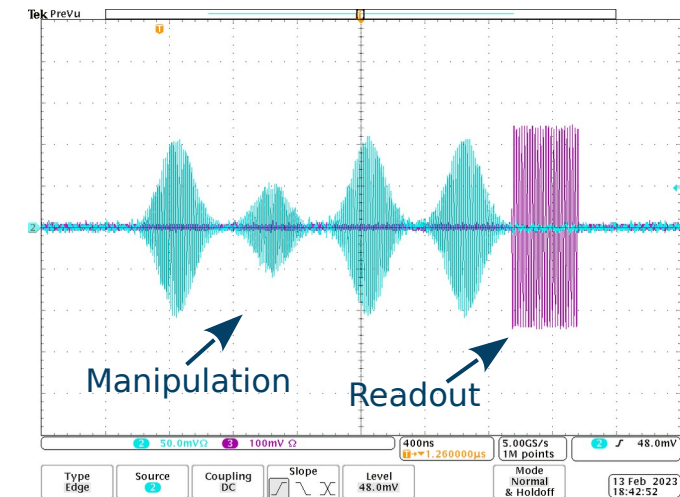 Tek PreVu
T
2
Manipulation
Readout
2 50.0mVΩ 3 100mV Ω
400ns
T→▼1.260000µs
5.00GS/s
1M points
2 48.0mV
Type
Edge
Source
2
Coupling
DC
Slope
Level
48.0mV
Mode
Normal
& Holdoff
13 Feb 2023
18:42:52